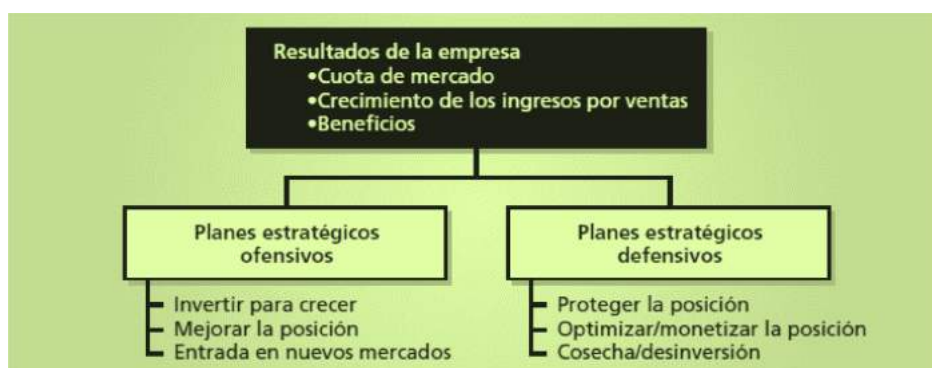 Resultados de la empresa
•Cuota de mercado
•Crecimiento de los ingresos por ventas
•Beneficios
Planes estratégicos
ofensivos
Planes estratégicos
defensivos
Invertir para crecer
Mejorar la posición
Entrada en nuevos mercados
Proteger la posición
Optimizar/monetizar la posición
Cosecha/desinversión